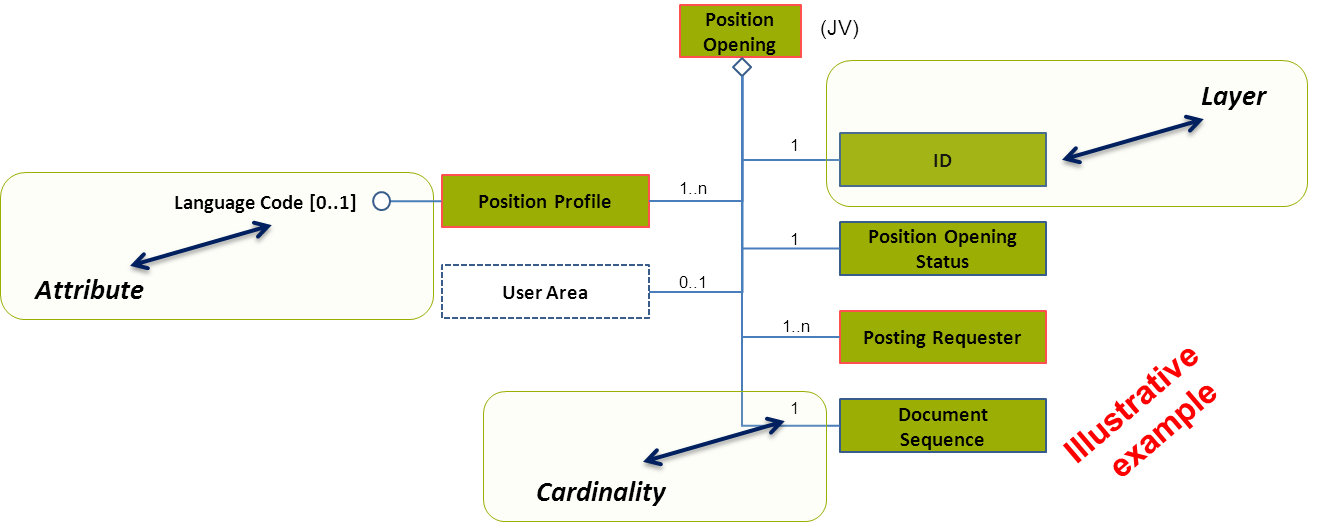 Position
Opening
(JV)
Layer
1
ID
Language Code [0..1]
Position Profile
1..n
Attribute
1
Position Opening
Status
User Area
0..1
1..n
Posting Requester
Illustrative
example
1
Document
Sequence
Cardinality